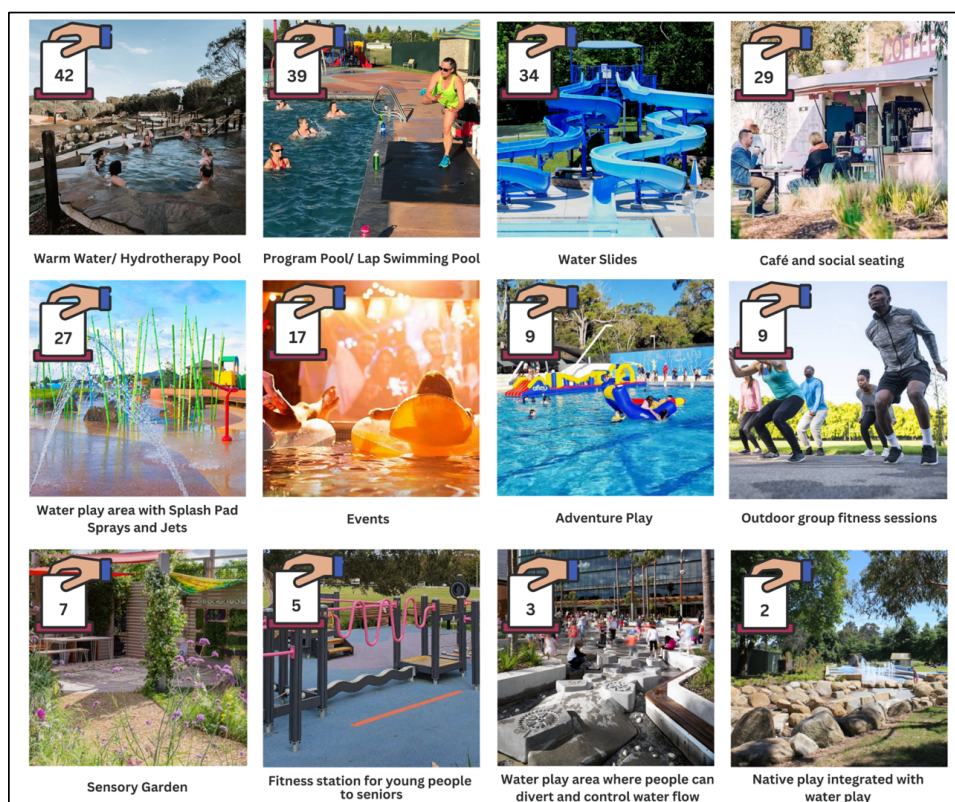 42
39
34
29
COFFEE
Warm Water/ Hydrotherapy Pool
Program Pool/ Lap Swimming Pool
Water Slides
Café and social seating
27
17
9
9
Water play area with Splash Pad
Sprays and Jets
Events
Adventure Play
Outdoor group fitness sessions
7
5
3
2
Sensory Garden
Fitness station for young people
to seniors
Water play area where people can
divert and control water flow
Native play integrated with
water play